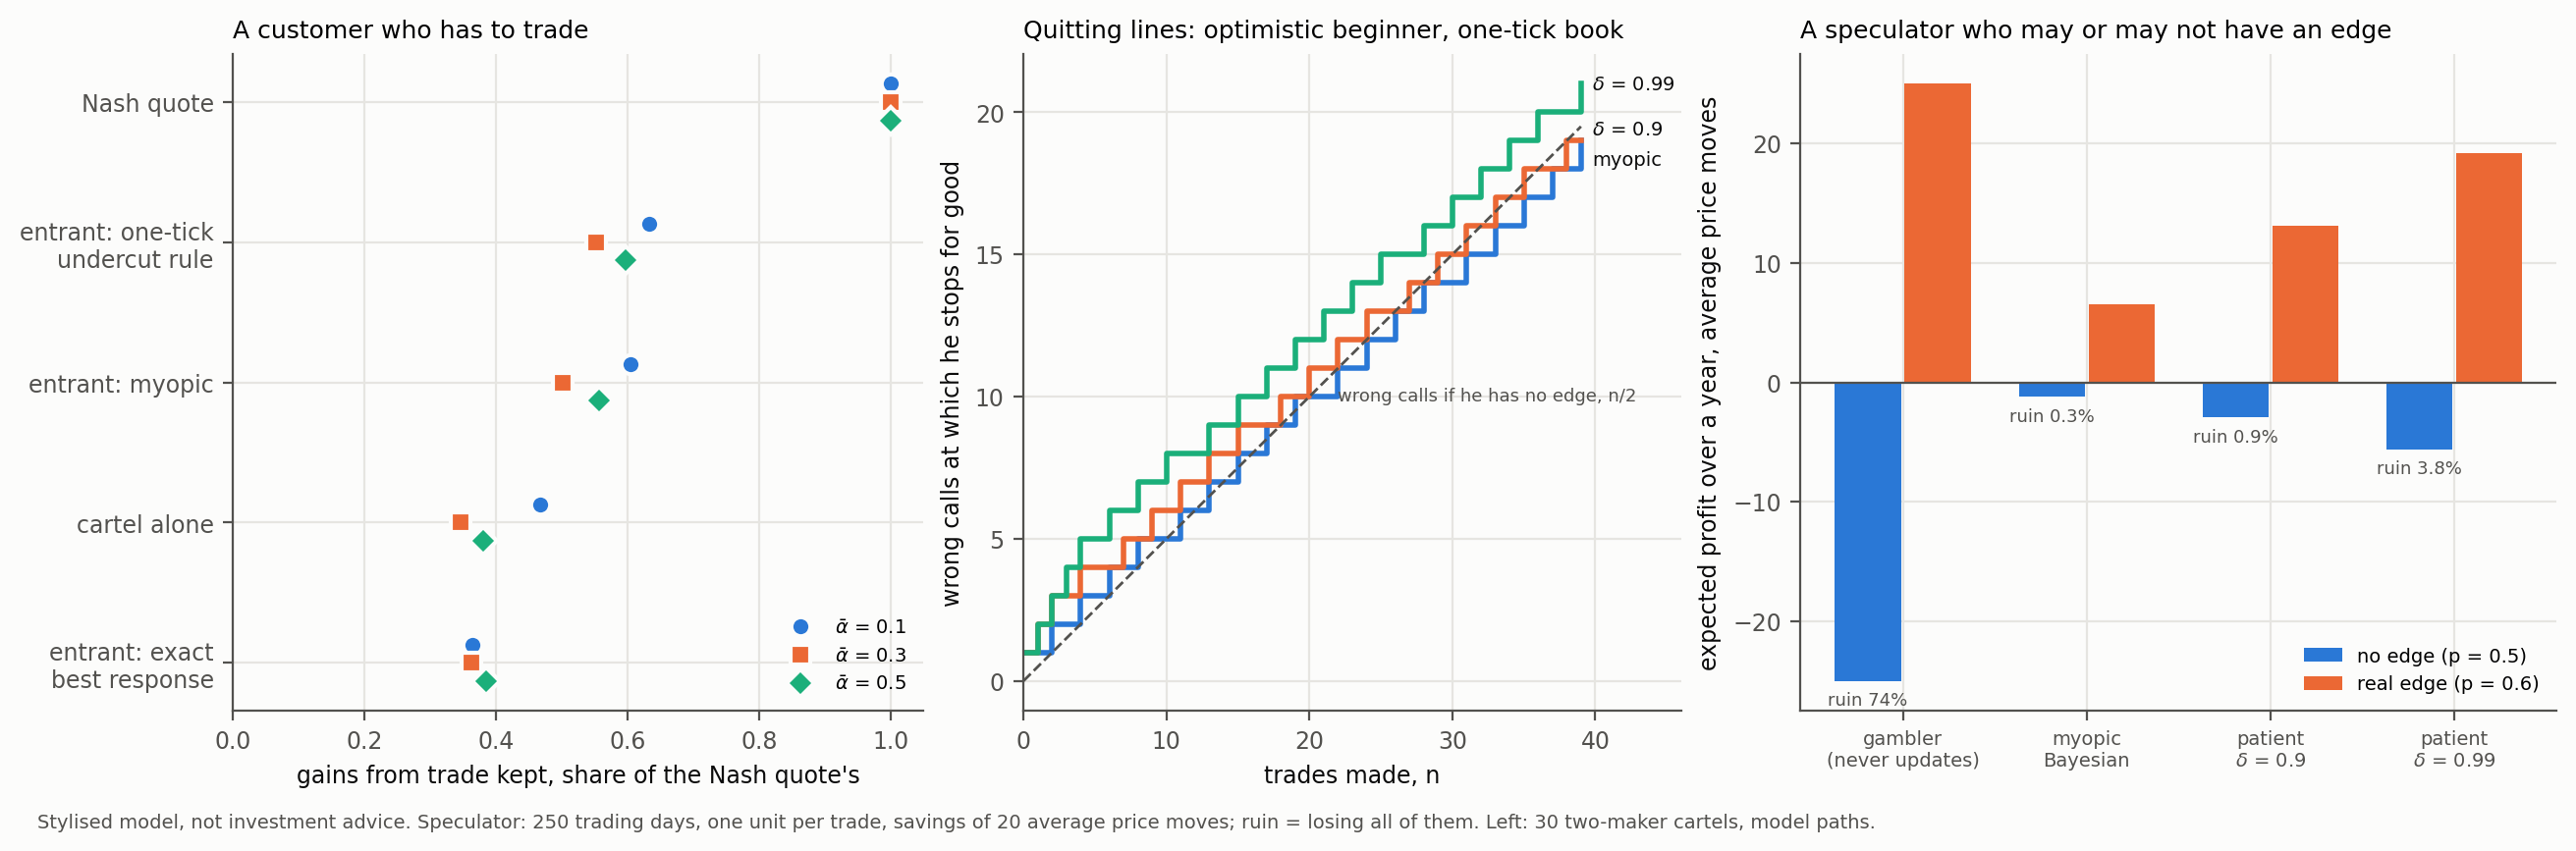 A customer who has to trade
Nash quote
entrant: one-tick
undercut rule
entrant: myopic
cartel alone
entrant: exact
best response
ᾱ = 0.1
ᾱ = 0.3
ᾱ = 0.5
0.0 0.2 0.4 0.6 0.8 1.0
gains from trade kept, share of the Nash quote's
Quitting lines: optimistic beginner, one-tick book
wrong calls at which he stops for good
20
15
10
5
0
δ = 0.99
δ = 0.9
myopic
wrong calls if he has no edge, n/2
0 10 20 30 40
trades made, n
A speculator who may or may not have an edge
expected profit over a year, average price moves
20
10
0
−10
−20
ruin 74%
ruin 0.3%
ruin 0.9%
ruin 3.8%
no edge (p = 0.5)
real edge (p = 0.6)
gambler
(never updates)
myopic
Bayesian
patient
δ = 0.9
patient
δ = 0.99
Stylised model, not investment advice. Speculator: 250 trading days, one unit per trade, savings of 20 average price moves; ruin = losing all of them. Left: 30 two-maker cartels, model paths.